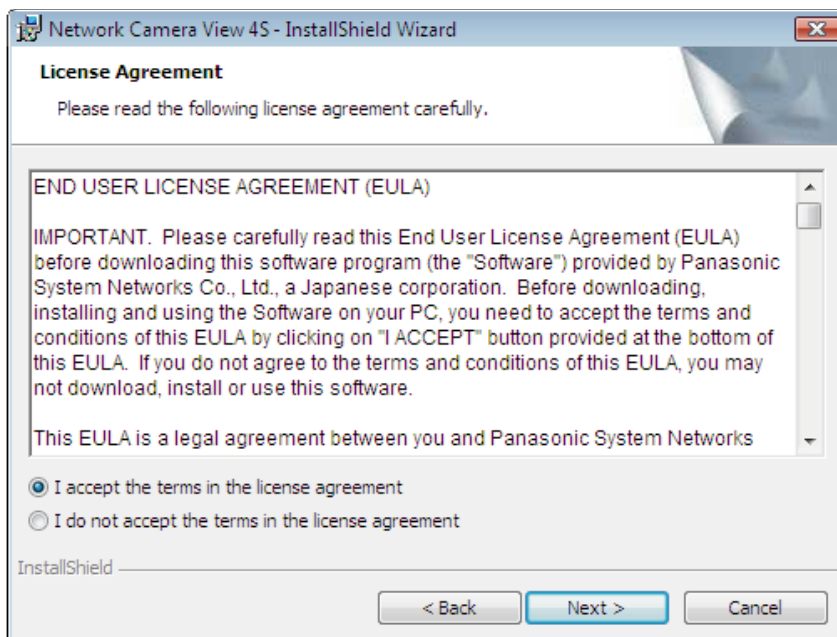 Network Camera View 4S - InstallShield Wizard
License Agreement
Please read the following license agreement carefully.
END USER LICENSE AGREEMENT (EULA)
IMPORTANT.  Please carefully read this End User License Agreement (EULA)
before downloading this software program (the "Software") provided by Panasonic
System Networks Co., Ltd., a Japanese corporation.  Before downloading,
installing and using the Software on your PC, you need to accept the terms and
conditions of this EULA by clicking on "I ACCEPT" button provided at the bottom of
this EULA.  If you do not agree to the terms and conditions of this EULA, you may
not download, install or use this software.
This EULA is a legal agreement between you and Panasonic System Networks
I accept the terms in the license agreement
I do not accept the terms in the license agreement
InstallShield
< Back
Next >
Cancel